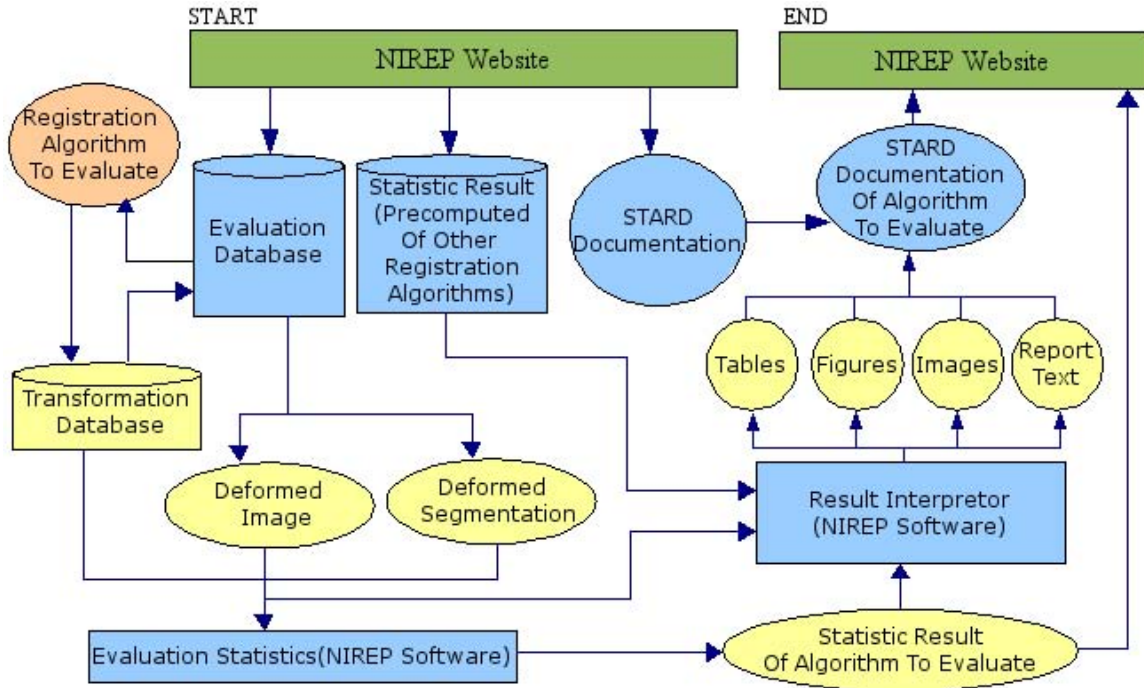 START
END
NIREP Website
NIREP Website
Registration
Algorithm
To Evaluate
Evaluation
Database
Statistic Result
(Precomputed
Of Other
Registration
Algorithms)
STARD
Documentation
STARD
Documentation
Of Algorithm
To Evaluate
Tables
Figures
Images
Report
Text
Transformation
Database
Deformed
Image
Deformed
Segmentation
Result Interpretor
(NIREP Software)
Evaluation Statistics(NIREP Software)
Statistic Result
Of Algorithm To Evaluate